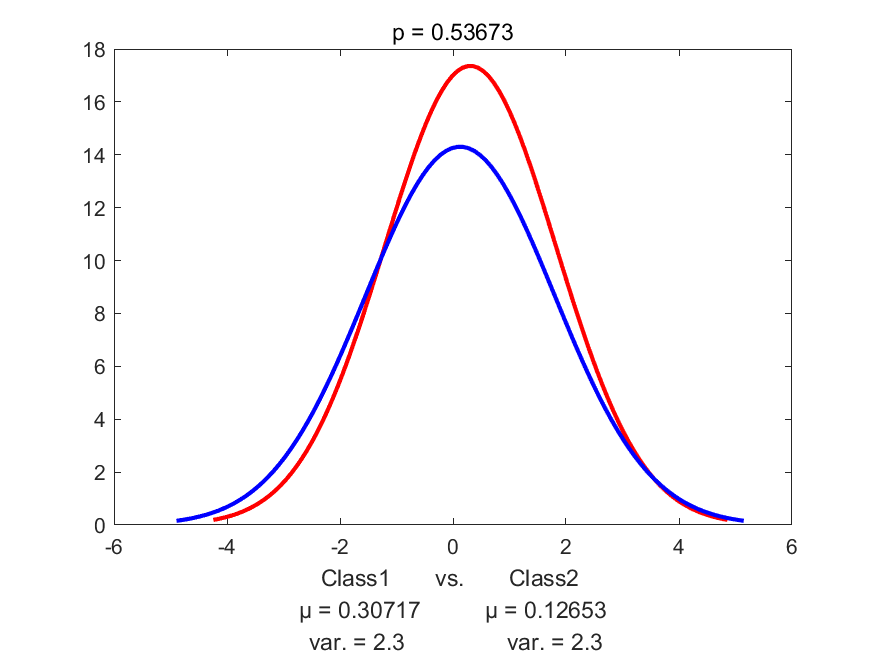 p = 0.53673
18
16
14
12
10
8
6
4
2
0
-6 -4 -2 0 2 4 6
Class1 vs. Class2
μ = 0.30717 μ = 0.12653
var. = 2.3 var. = 2.3